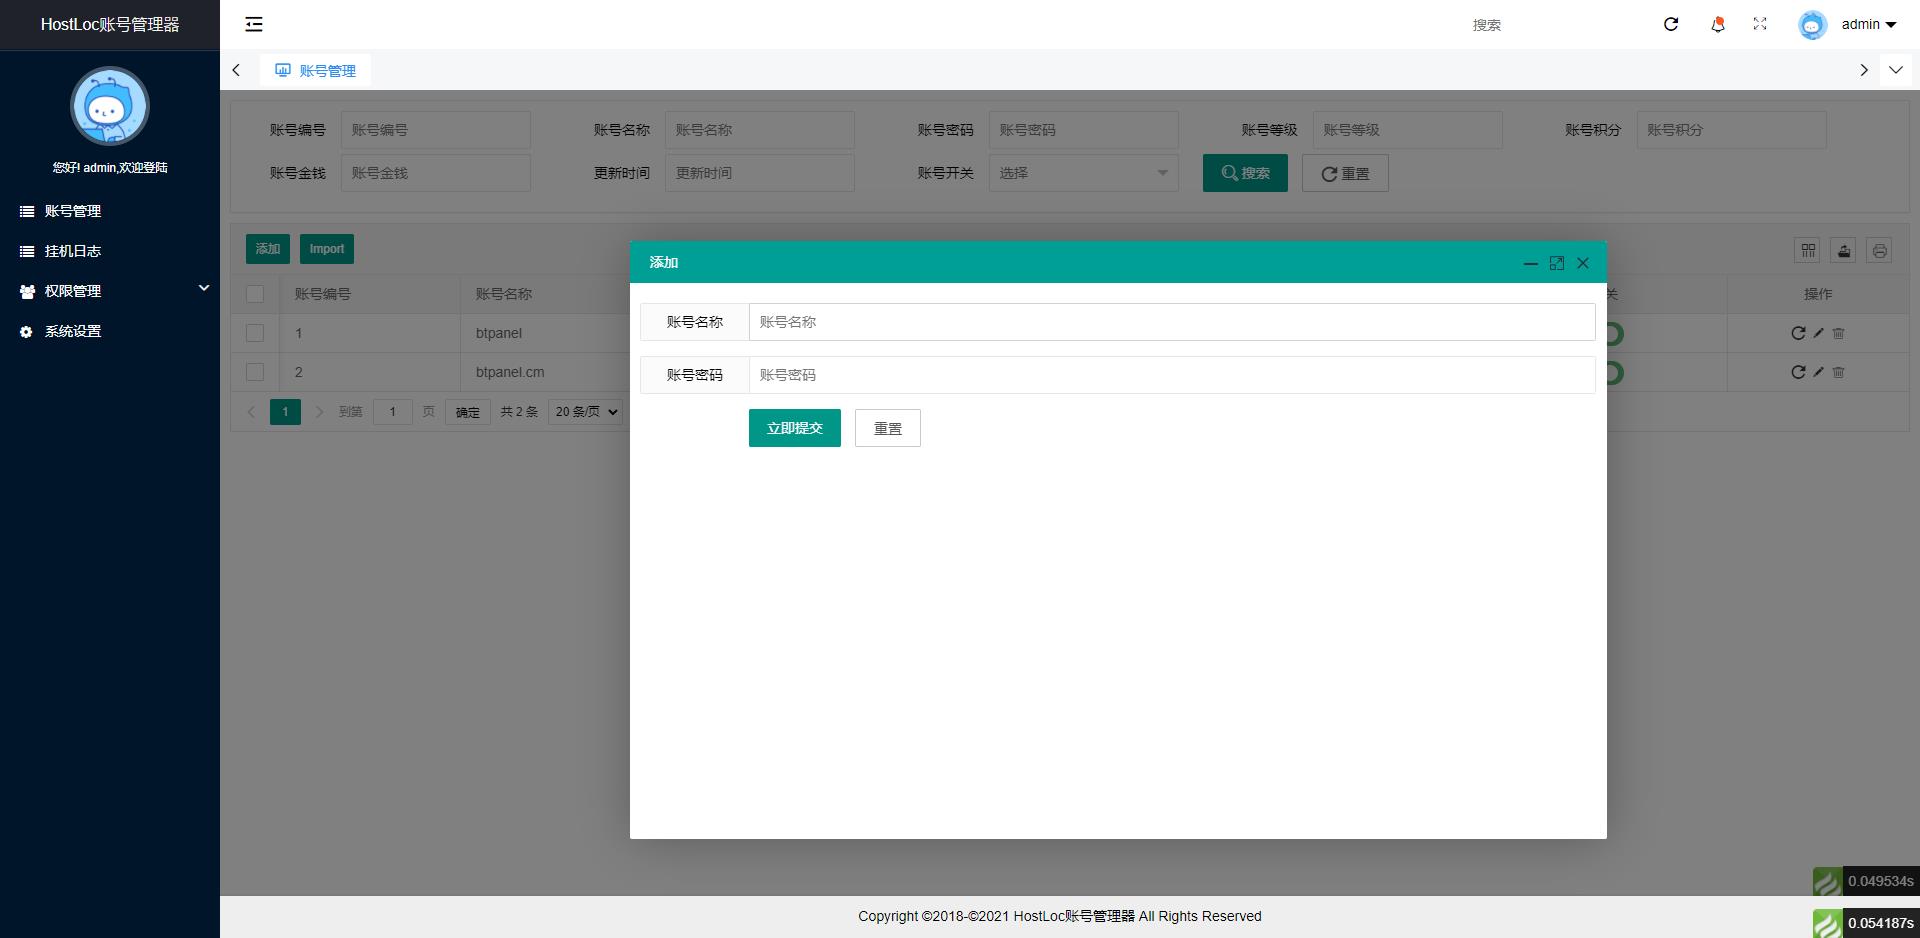 HostLoc账号管理器
搜索
admin
账号管理
您好! admin,欢迎登陆
账号管理
挂机日志
权限管理
系统设置
账号编号 账号编号 账号名称 账号名称 账号密码 账号密码 账号等级 账号等级 账号积分 账号积分
账号金钱 账号金钱 更新时间 更新时间 账号开关 选择 搜索 重置
添加 Import
账号编号 账号名称 关 操作
1 btpanel
2 btpanel.cm
1 到第 1 页 确定 共 2 条 20 条/页
添加
账号名称 账号名称
账号密码 账号密码
立即提交 重置
0.049534s
Copyright ©2018-©2021 HostLoc账号管理器 All Rights Reserved
0.054187s